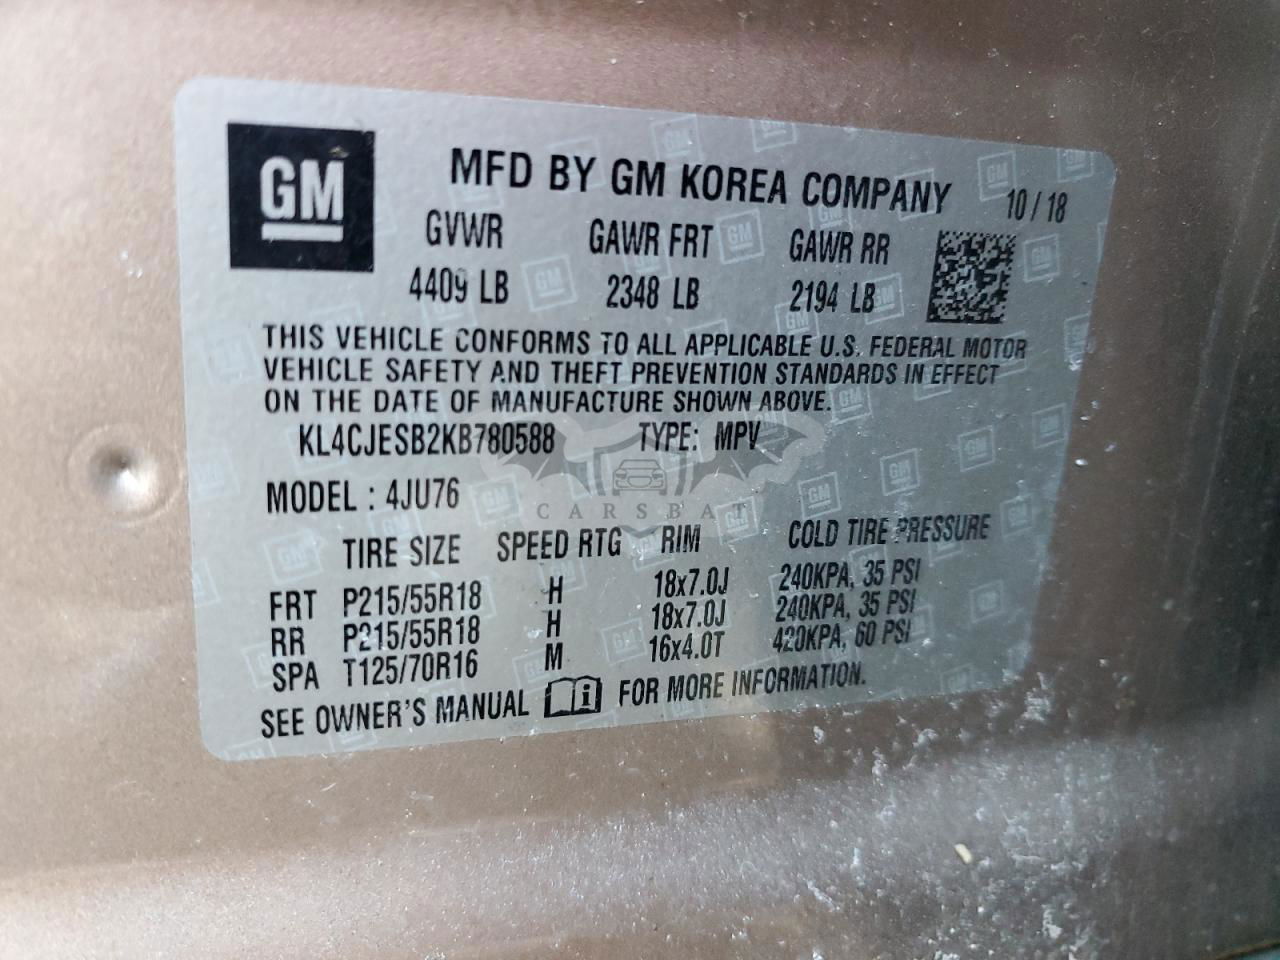 GM
MFD BY GM KOREA COMPANY 10 / 18
GVWR GAWR FRT GAWR RR
4409 LB 2348 LB 2194 LB
THIS VEHICLE CONFORMS TO ALL APPLICABLE U.S. FEDERAL MOTOR
VEHICLE SAFETY AND THEFT PREVENTION STANDARDS IN EFFECT
ON THE DATE OF MANUFACTURE SHOWN ABOVE.
KL4CJESB2KB780588 TYPE: MPV
CARSBAT
MODEL : 4JU76
TIRE SIZE SPEED RTG RIM COLD TIRE PRESSURE
FRT P215/55R18 H 18x7.0J 240KPA, 35 PSI
RR P215/55R18 H 18x7.0J 240KPA, 35 PSI
SPA T125/70R16 M 16x4.0T 420KPA, 60 PSI
SEE OWNER'S MANUAL i FOR MORE INFORMATION.